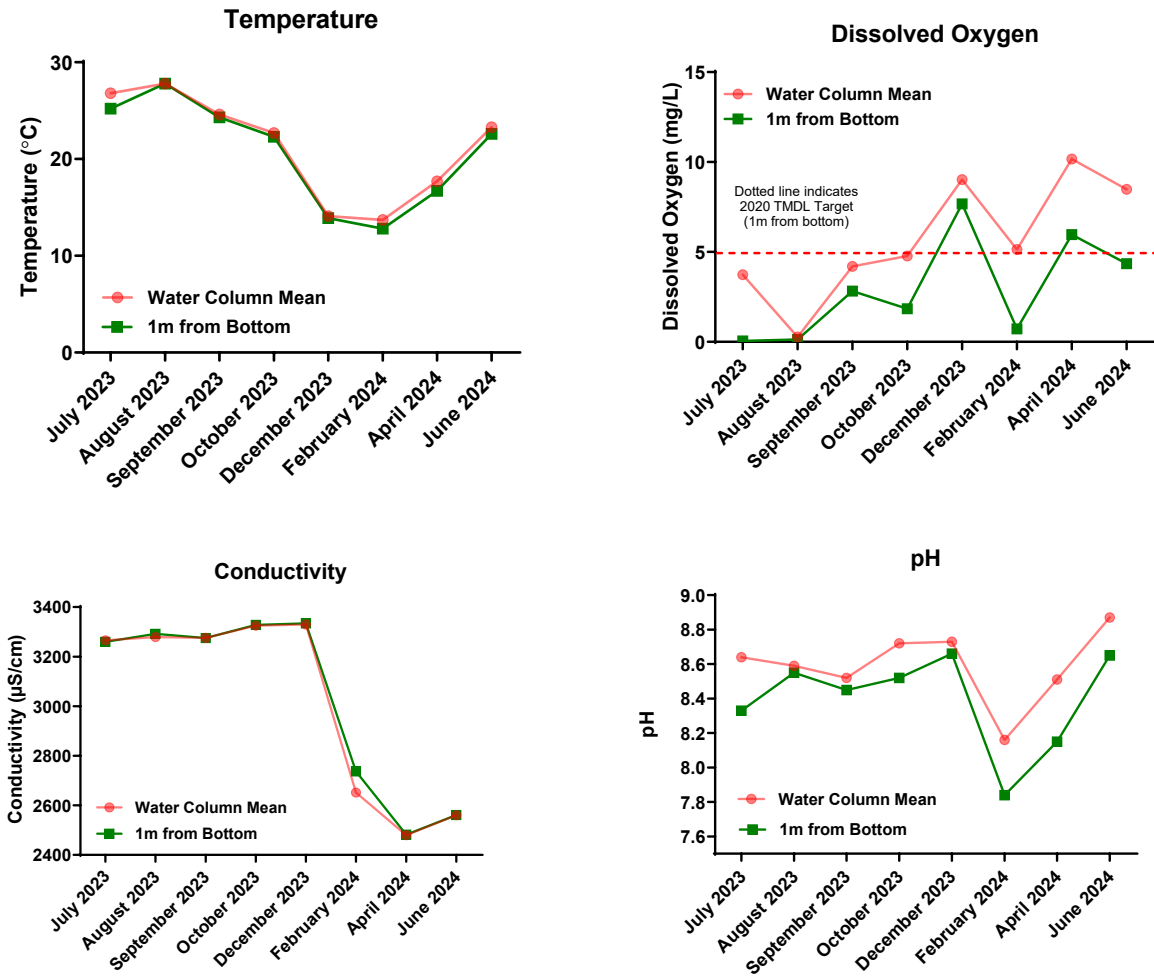 Temperature
30
20
10
0
Temperature (°C)
Water Column Mean
1m from Bottom
July 2023
August 2023
September 2023
October 2023
December 2023
February 2024
April 2024
June 2024
Dissolved Oxygen
15
10
5
0
Dissolved Oxygen (mg/L)
Water Column Mean
1m from Bottom
Dotted line indicates
2020 TMDL Target
(1m from bottom)
July 2023
August 2023
September 2023
October 2023
December 2023
February 2024
April 2024
June 2024
Conductivity
3400
3200
3000
2800
2600
2400
Conductivity (µS/cm)
Water Column Mean
1m from Bottom
July 2023
August 2023
September 2023
October 2023
December 2023
February 2024
April 2024
June 2024
pH
9.0
8.8
8.6
8.4
8.2
8.0
7.8
7.6
pH
Water Column Mean
1m from Bottom
July 2023
August 2023
September 2023
October 2023
December 2023
February 2024
April 2024
June 2024